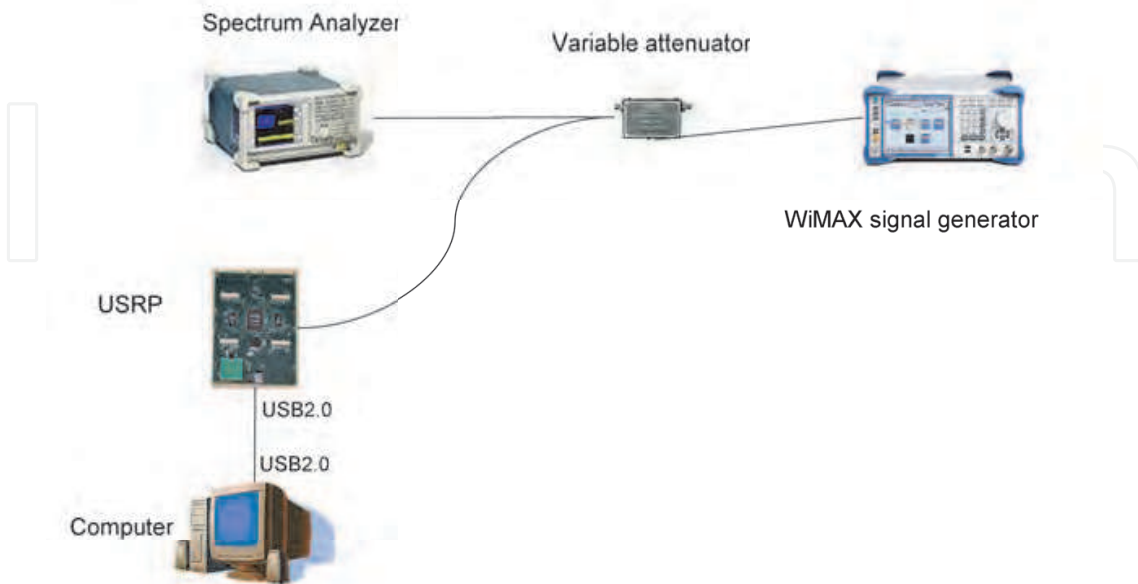 Spectrum Analyzer
Variable attenuator
WiMAX signal generator
USRP
USB2.0
USB2.0
Computer